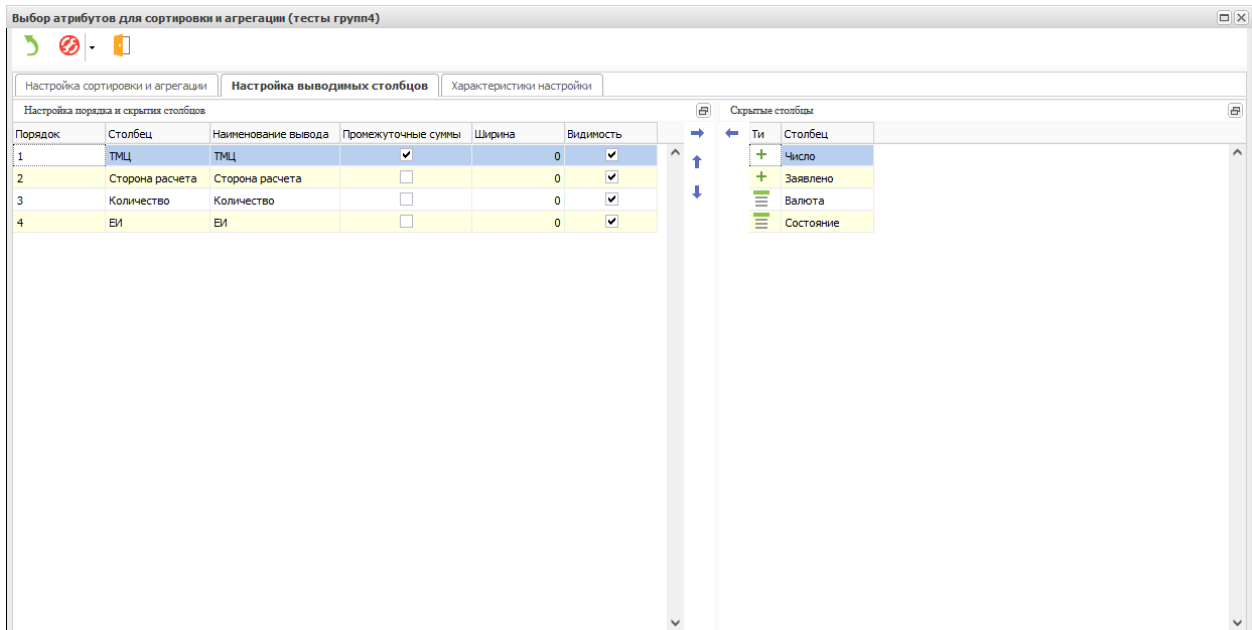 Выбор атрибутов для сортировки и агрегации (тесты групп4)
Настройка сортировки и агрегации Настройка выводимых столбцов Характеристики настройки
Настройка порядка и скрытия столбцов Скрытые столбцы
Порядок Столбец Наименование вывода Промежуточные суммы Ширина Видимость Ти Столбец
1 ТМЦ ТМЦ 0 Число
2 Сторона расчета Сторона расчета 0 Заявлено
3 Количество Количество 0 Валюта
4 ЕИ ЕИ 0 Состояние